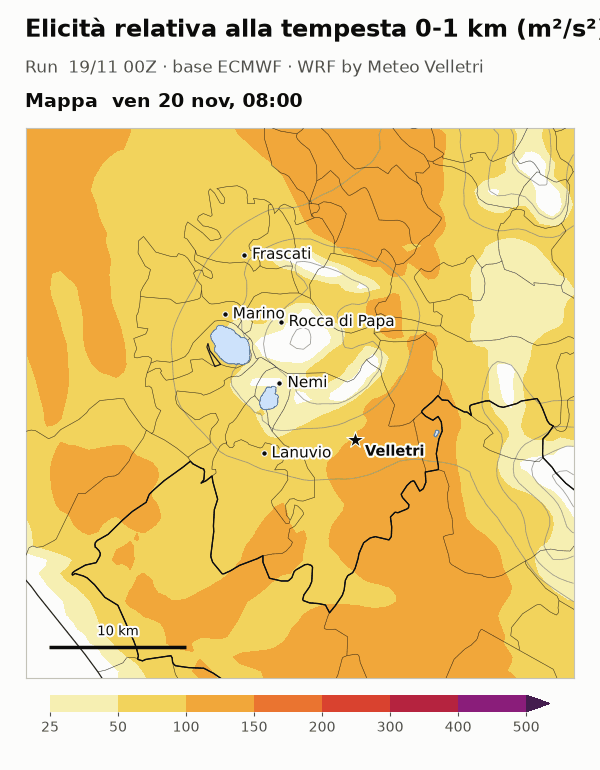 Elicità relativa alla tempesta 0-1 km (m²/s²)
Run 19/11 00Z · base ECMWF · WRF by Meteo Velletri
Mappa ven 20 nov, 08:00
Frascati
Marino
Rocca di Papa
Nemi
Velletri
Lanuvio
10 km
25 50 100 150 200 300 400 500